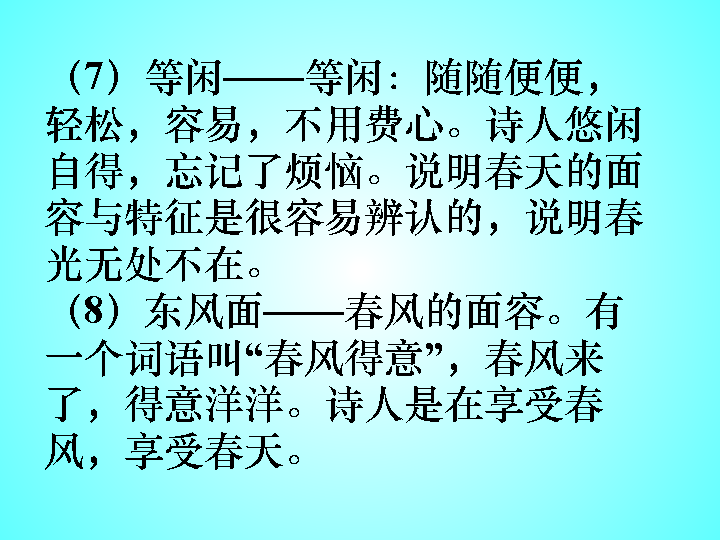 （7）等闲——等闲：随随便便，
轻松，容易，不用费心。诗人悠闲
自得，忘记了烦恼。说明春天的面
容与特征是很容易辨认的，说明春
光无处不在。
（8）东风面——春风的面容。有
一个词语叫“春风得意”，春风来
了，得意洋洋。诗人是在享受春
风，享受春天。